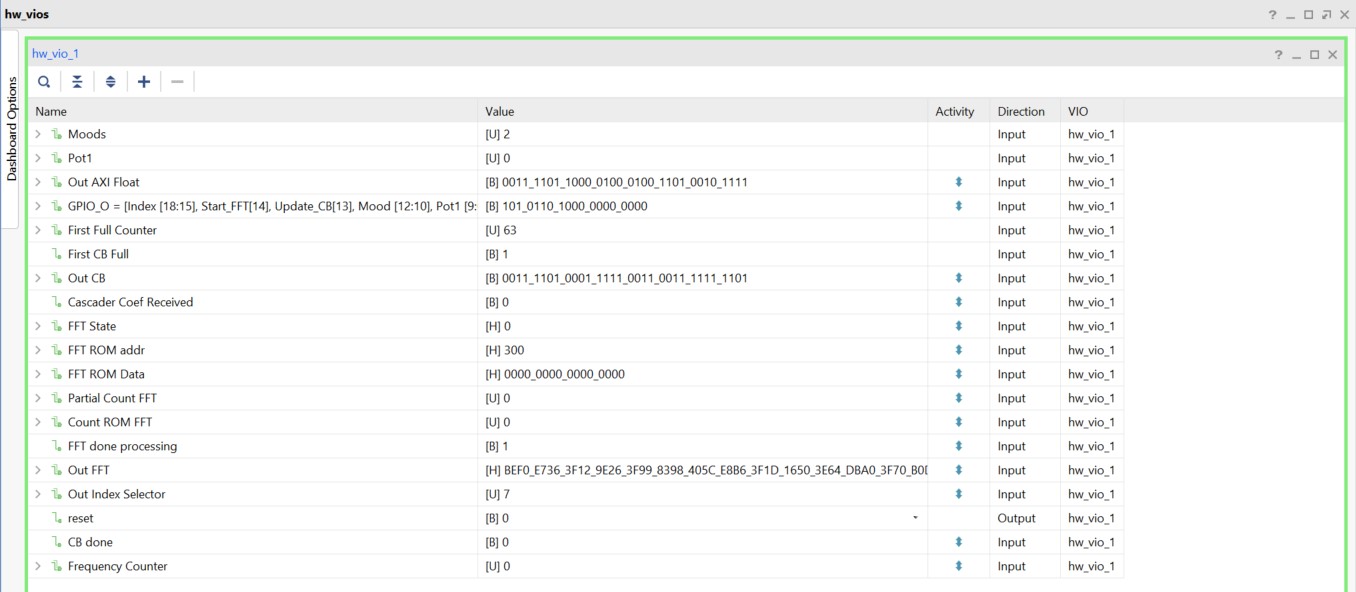 hw_vios
Dashboard Options
hw_vio_1
Name Value Activity Direction VIO
Moods [U] 2 Input hw_vio_1
Pot1 [U] 0 Input hw_vio_1
Out AXI Float [B] 0011_1101_1000_0100_0100_1101_0010_1111 Input hw_vio_1
GPIO_O = [Index [18:15], Start_FFT[14], Update_CB[13], Mood [12:10], Pot1 [9: [B] 101_0110_1000_0000_0000 Input hw_vio_1
First Full Counter [U] 63 Input hw_vio_1
First CB Full [B] 1 Input hw_vio_1
Out CB [B] 0011_1101_0001_1111_0011_0011_1111_1101 Input hw_vio_1
Cascader Coef Received [B] 0 Input hw_vio_1
FFT State [H] 0 Input hw_vio_1
FFT ROM addr [H] 300 Input hw_vio_1
FFT ROM Data [H] 0000_0000_0000_0000 Input hw_vio_1
Partial Count FFT [U] 0 Input hw_vio_1
Count ROM FFT [U] 0 Input hw_vio_1
FFT done processing [B] 1 Input hw_vio_1
Out FFT [H] BEF0_E736_3F12_9E26_3F99_8398_405C_E8B6_3F1D_1650_3E64_DBA0_3F70_B0 Input hw_vio_1
Out Index Selector [U] 7 Input hw_vio_1
reset [B] 0 Output hw_vio_1
CB done [B] 0 Input hw_vio_1
Frequency Counter [U] 0 Input hw_vio_1